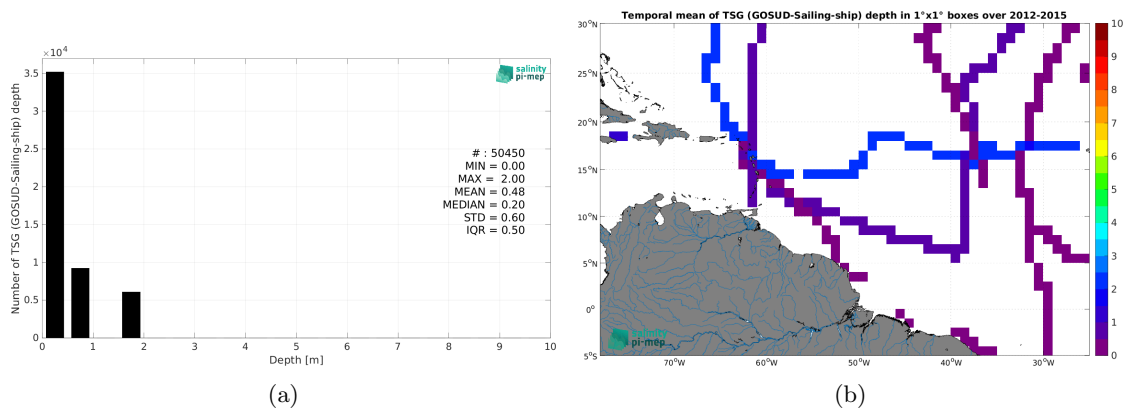 ×10^4
3.5
3
2.5
2
1.5
1
0.5
0
Number of TSG (GOSUD-Sailing-ship) depth
salinity
pi-mep
# : 50450
MIN = 0.00
MAX = 2.00
MEAN = 0.48
MEDIAN = 0.20
STD = 0.60
IQR = 0.50
0 1 2 3 4 5 6 7 8 9 10
Depth [m]
(a)
Temporal mean of TSG (GOSUD-Sailing-ship) depth in 1°x1° boxes over 2012-2015
30°N
25°N
20°N
15°N
10°N
5°N
0°
5°S
salinity
pi-mep
70°W 60°W 50°W 40°W 30°W
10
9
8
7
6
5
4
3
2
1
0
(b)